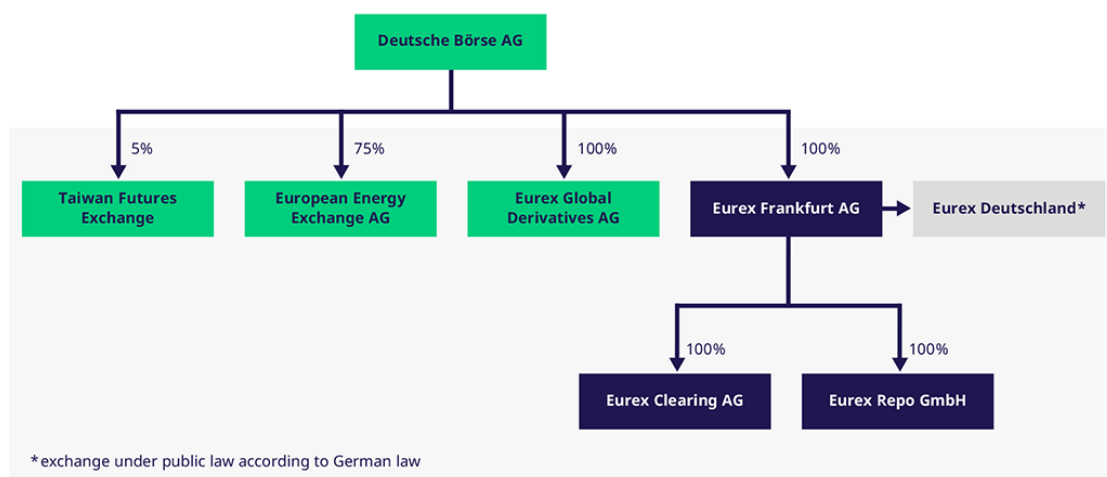 Deutsche Börse AG
5%
75%
100%
100%
Taiwan Futures
Exchange
European Energy
Exchange AG
Eurex Global
Derivatives AG
Eurex Frankfurt AG
Eurex Deutschland*
100%
100%
Eurex Clearing AG
Eurex Repo GmbH
*exchange under public law according to German law